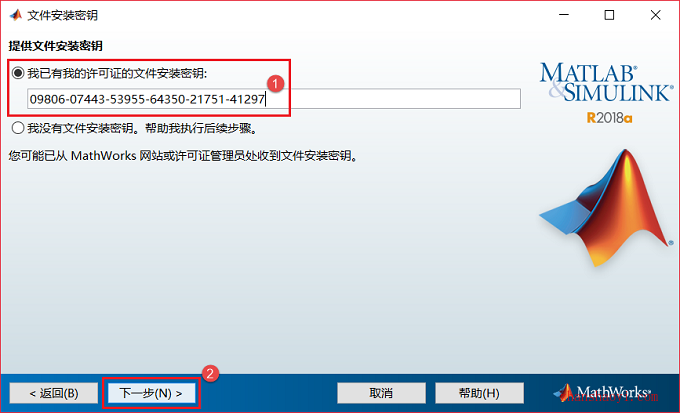 文件安装密钥
提供文件安装密钥
我已有我的许可证的文件安装密钥:
1
09806-07443-53955-64350-21751-41297
我没有文件安装密钥。帮助我执行后续步骤。
您可能已从 MathWorks 网站或许可证管理员处收到文件安装密钥。
MATLAB®
&SIMULINK®
R2018a
2
< 返回(B)
下一步(N) >
取消
帮助(H)
MathWorks®